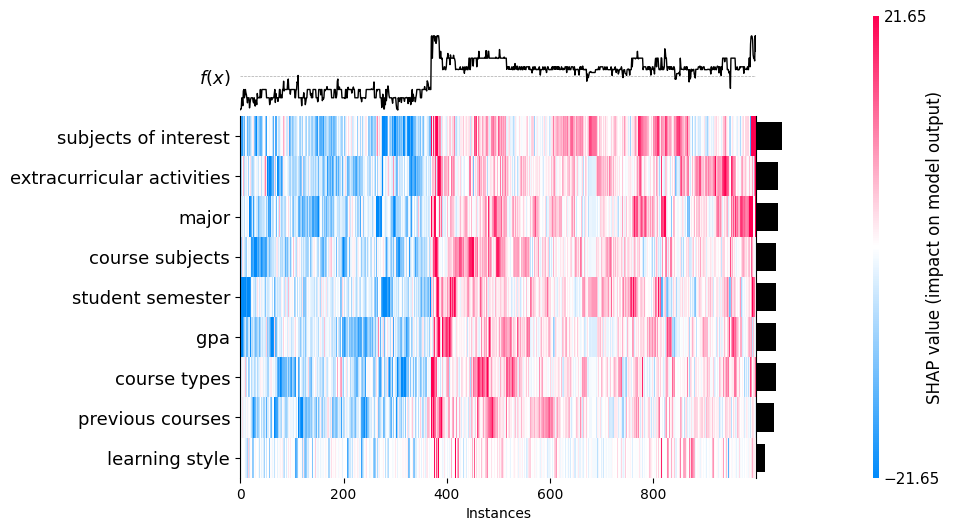 21.65
f(x)
subjects of interest
extracurricular activities
major
course subjects
student semester
gpa
course types
previous courses
learning style
−21.65
0 200 400 600 800
Instances
SHAP value (impact on model output)